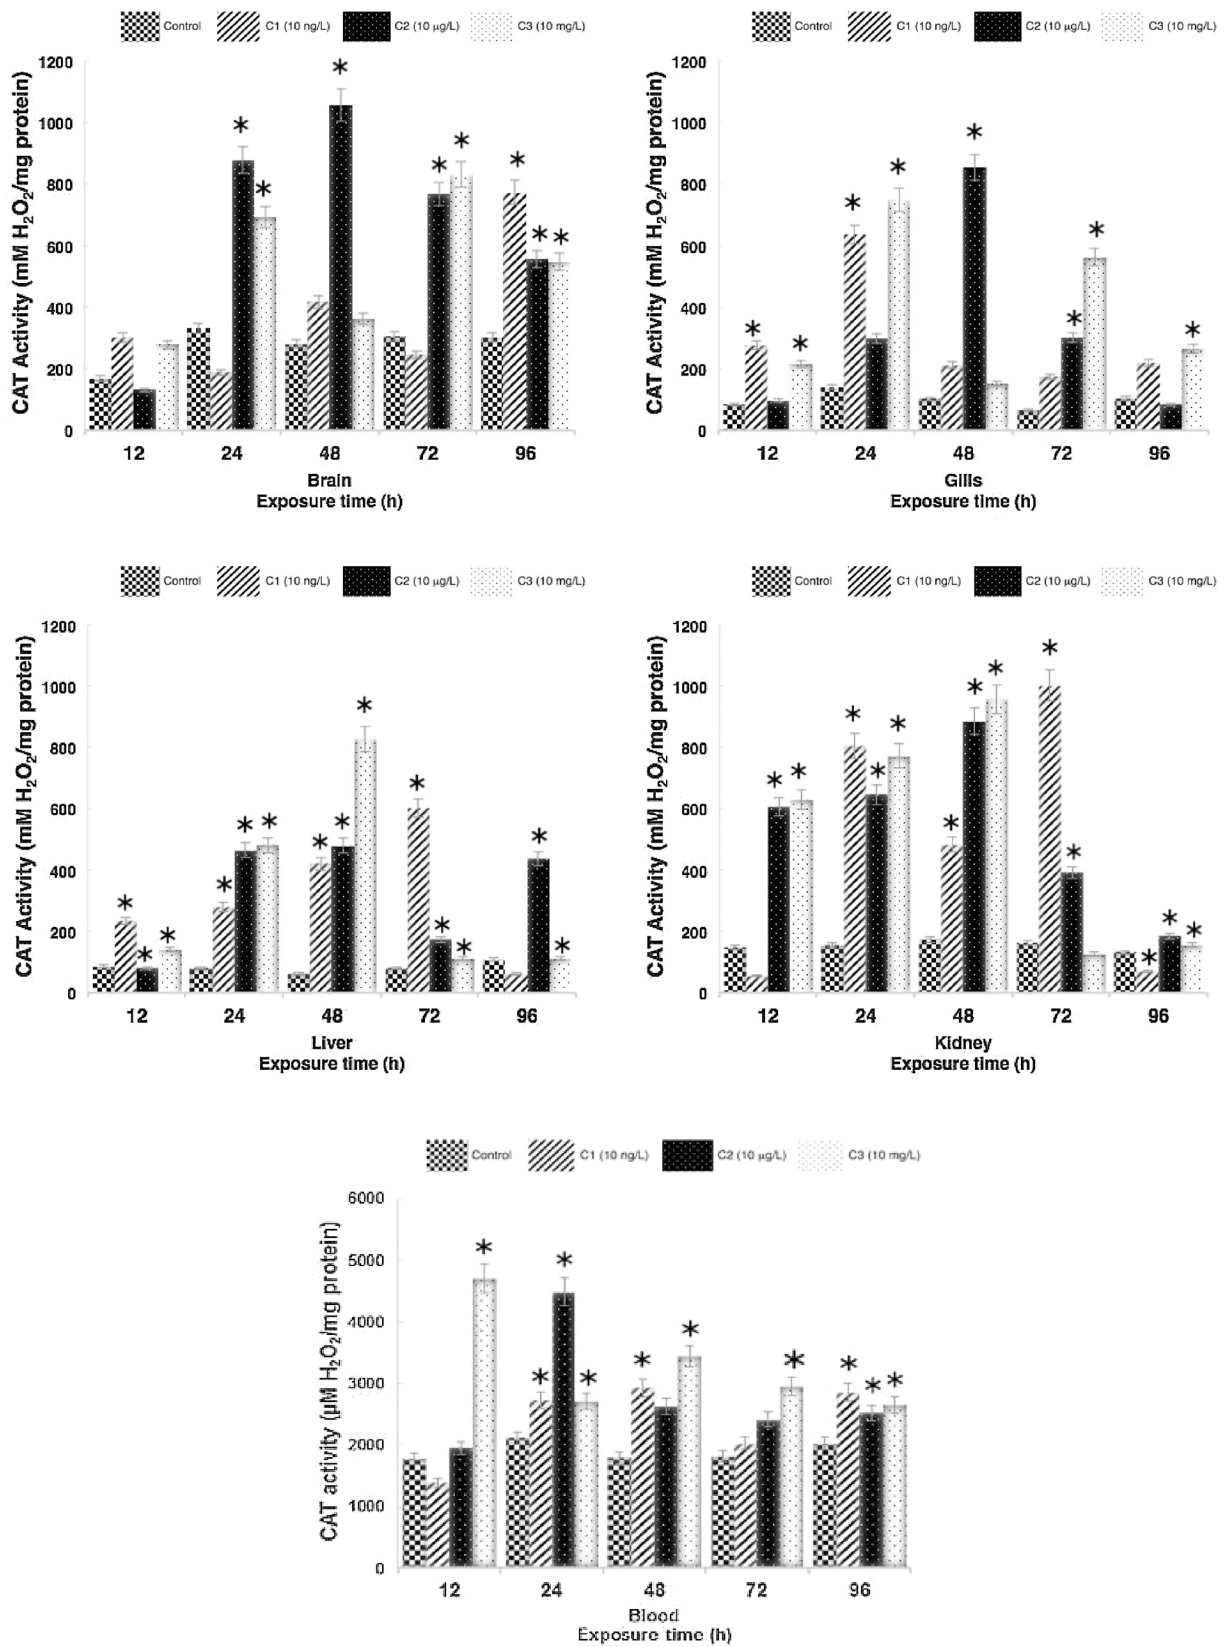 Control C1 (10 ng/L) C2 (10 µg/L) C3 (10 mg/L)
CAT Activity (mM H₂O₂/mg protein)
1200
1000
800
600
400
200
0
* * * * * * * *
12 24 48 72 96
Brain
Exposure time (h)
Control C1 (10 ng/L) C2 (10 µg/L) C3 (10 mg/L)
CAT Activity (mM H₂O₂/mg protein)
1200
1000
800
600
400
200
0
* * * * * * * *
12 24 48 72 96
Gills
Exposure time (h)
Control C1 (10 ng/L) C2 (10 µg/L) C3 (10 mg/L)
CAT Activity (mM H₂O₂/mg protein)
1200
1000
800
600
400
200
0
* * * * * * * * * * * * * *
12 24 48 72 96
Liver
Exposure time (h)
Control C1 (10 ng/L) C2 (10 µg/L) C3 (10 mg/L)
CAT Activity (mM H₂O₂/mg protein)
1200
1000
800
600
400
200
0
* * * * * * * * * * * * *
12 24 48 72 96
Kidney
Exposure time (h)
Control C1 (10 ng/L) C2 (10 µg/L) C3 (10 mg/L)
CAT activity (µM H₂O₂/mg protein)
6000
5000
4000
3000
2000
1000
0
* * * * * * * * * *
12 24 48 72 96
Blood
Exposure time (h)